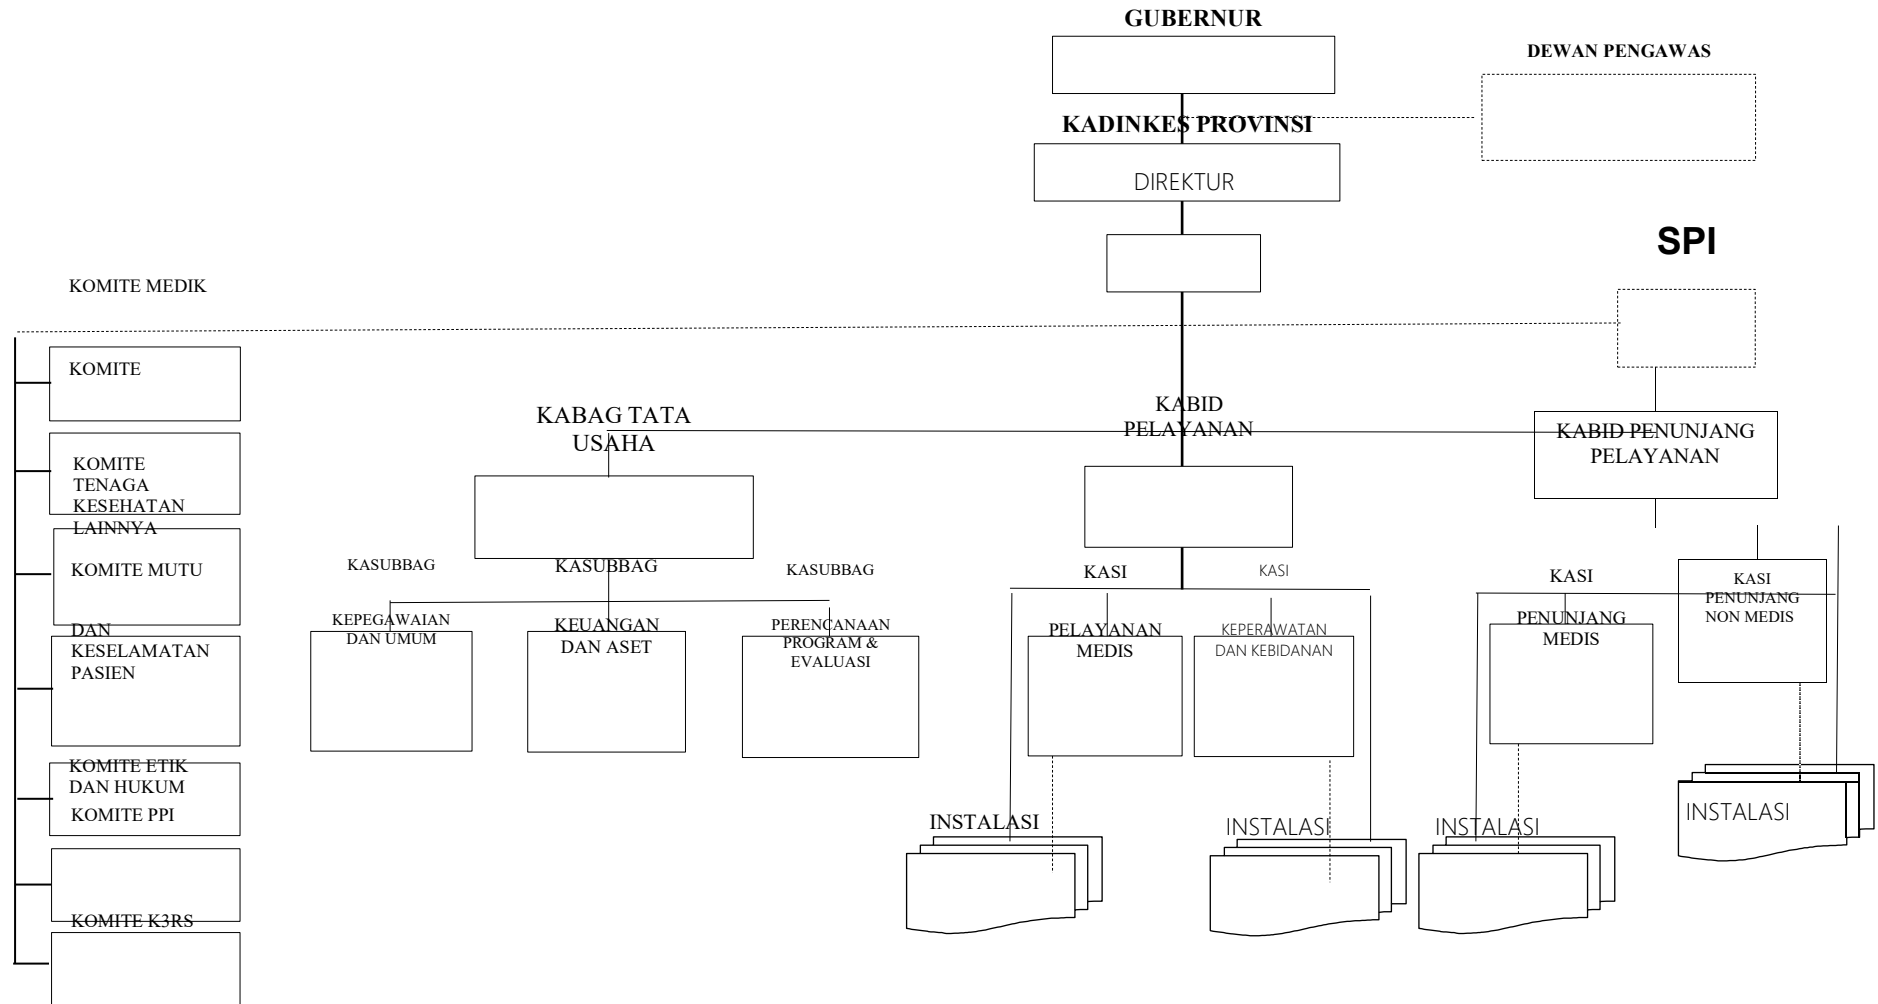 GUBERNUR
DEWAN PENGAWAS
KADINKES PROVINSI
DIREKTUR
SPI
KOMITE MEDIK
KOMITE
KOMITE
TENAGA
KESEHATAN
LAINNYA
KOMITE MUTU
DAN
KESELAMATAN
PASIEN
KOMITE ETIK
DAN HUKUM
KOMITE PPI
KOMITE K3RS
KABAG TATA
USAHA
KASUBBAG
KEPEGAWAIAN
DAN UMUM
KASUBBAG
KEUANGAN
DAN ASET
KASUBBAG
PERENCANAAN
PROGRAM &
EVALUASI
KABID
PELAYANAN
KASI
PELAYANAN
MEDIS
KASI
KEPERAWATAN
DAN KEBIDANAN
INSTALASI
INSTALASI
KABID PENUNJANG
PELAYANAN
KASI
PENUNJANG
MEDIS
KASI
PENUNJANG
NON MEDIS
INSTALASI
INSTALASI